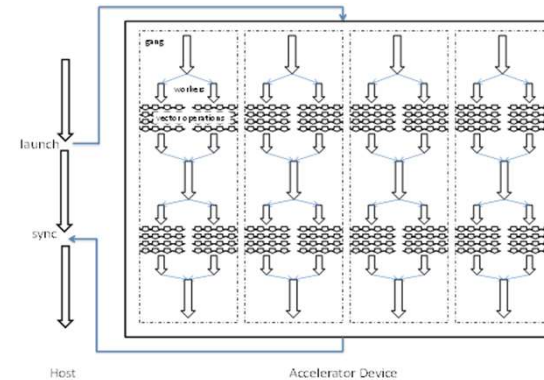 gang
workers
vector operations
launch
sync
Host
Accelerator Device